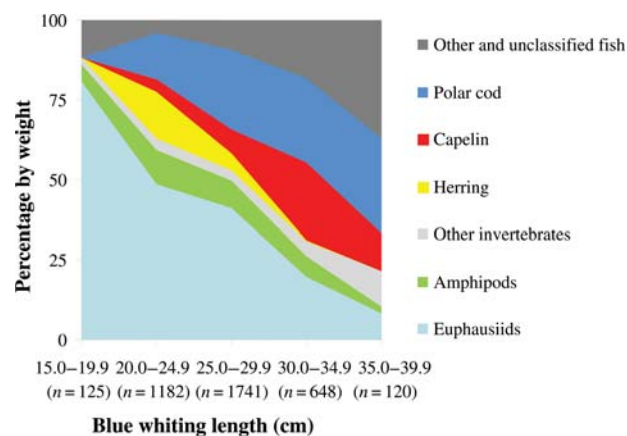 100
75
50
25
0
Percentage by weight
15.0–19.9 20.0–24.9 25.0–29.9 30.0–34.9 35.0–39.9
(n = 125) (n = 1182) (n = 1741) (n = 648) (n = 120)
Blue whiting length (cm)
Other and unclassified fish
Polar cod
Capelin
Herring
Other invertebrates
Amphipods
Euphausiids